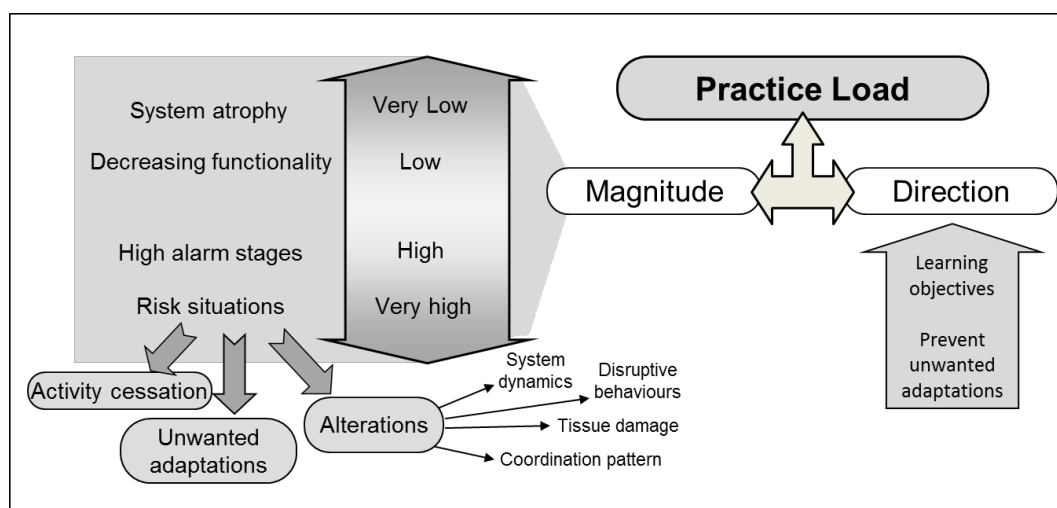 Practice Load
Magnitude
Direction
System atrophy
Very Low
Decreasing functionality
Low
High alarm stages
High
Risk situations
Very high
Learning
objectives
Prevent
unwanted
adaptations
Activity cessation
Unwanted
adaptations
Alterations
System
dynamics
Disruptive
behaviours
Tissue damage
Coordination pattern